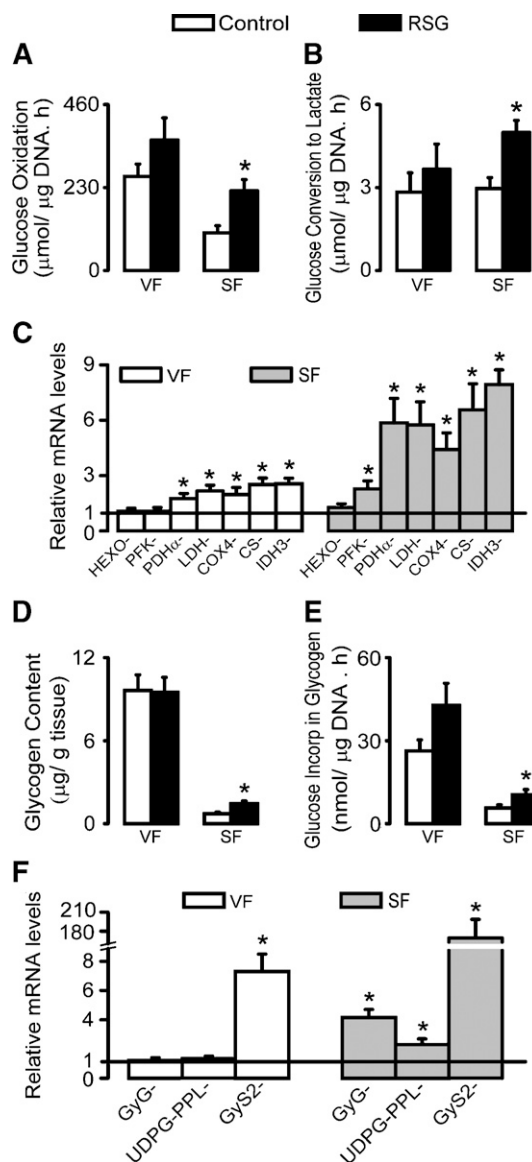 Control RSG
A
Glucose Oxidation
(μmol/ μg DNA. h)
460
230
0
*
VF SF
B
Glucose Conversion to Lactate
(μmol/ μg DNA. h)
6
3
0
*
VF SF
C
Relative mRNA levels
9
6
3
1
0
VF SF
* * * * *
* * * * * *
HEXO- PFK- PDHα- LDH- COX4- CS- IDH3-
HEXO- PFK- PDHα- LDH- COX4- CS- IDH3-
D
Glycogen Content
(μg/ g tissue)
12
6
0
*
VF SF
E
Glucose Incorp in Glycogen
(nmol/ μg DNA . h)
60
30
0
*
VF SF
F
Relative mRNA levels
210
180
8
6
4
1
0
VF SF
*
* * *
GyG- UDPG-PPL- GyS2-
GyG- UDPG-PPL- GyS2-